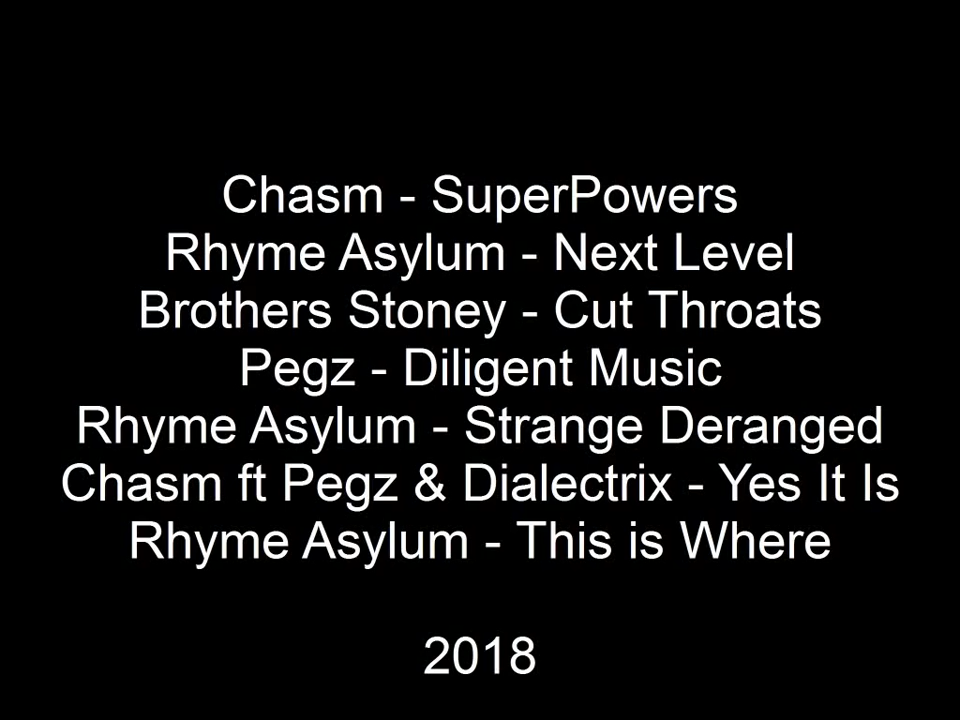 Chasm - SuperPowers
Rhyme Asylum - Next Level
Brothers Stoney - Cut Throats
Pegz - Diligent Music
Rhyme Asylum - Strange Deranged
Chasm ft Pegz & Dialectrix - Yes It Is
Rhyme Asylum - This is Where
2018